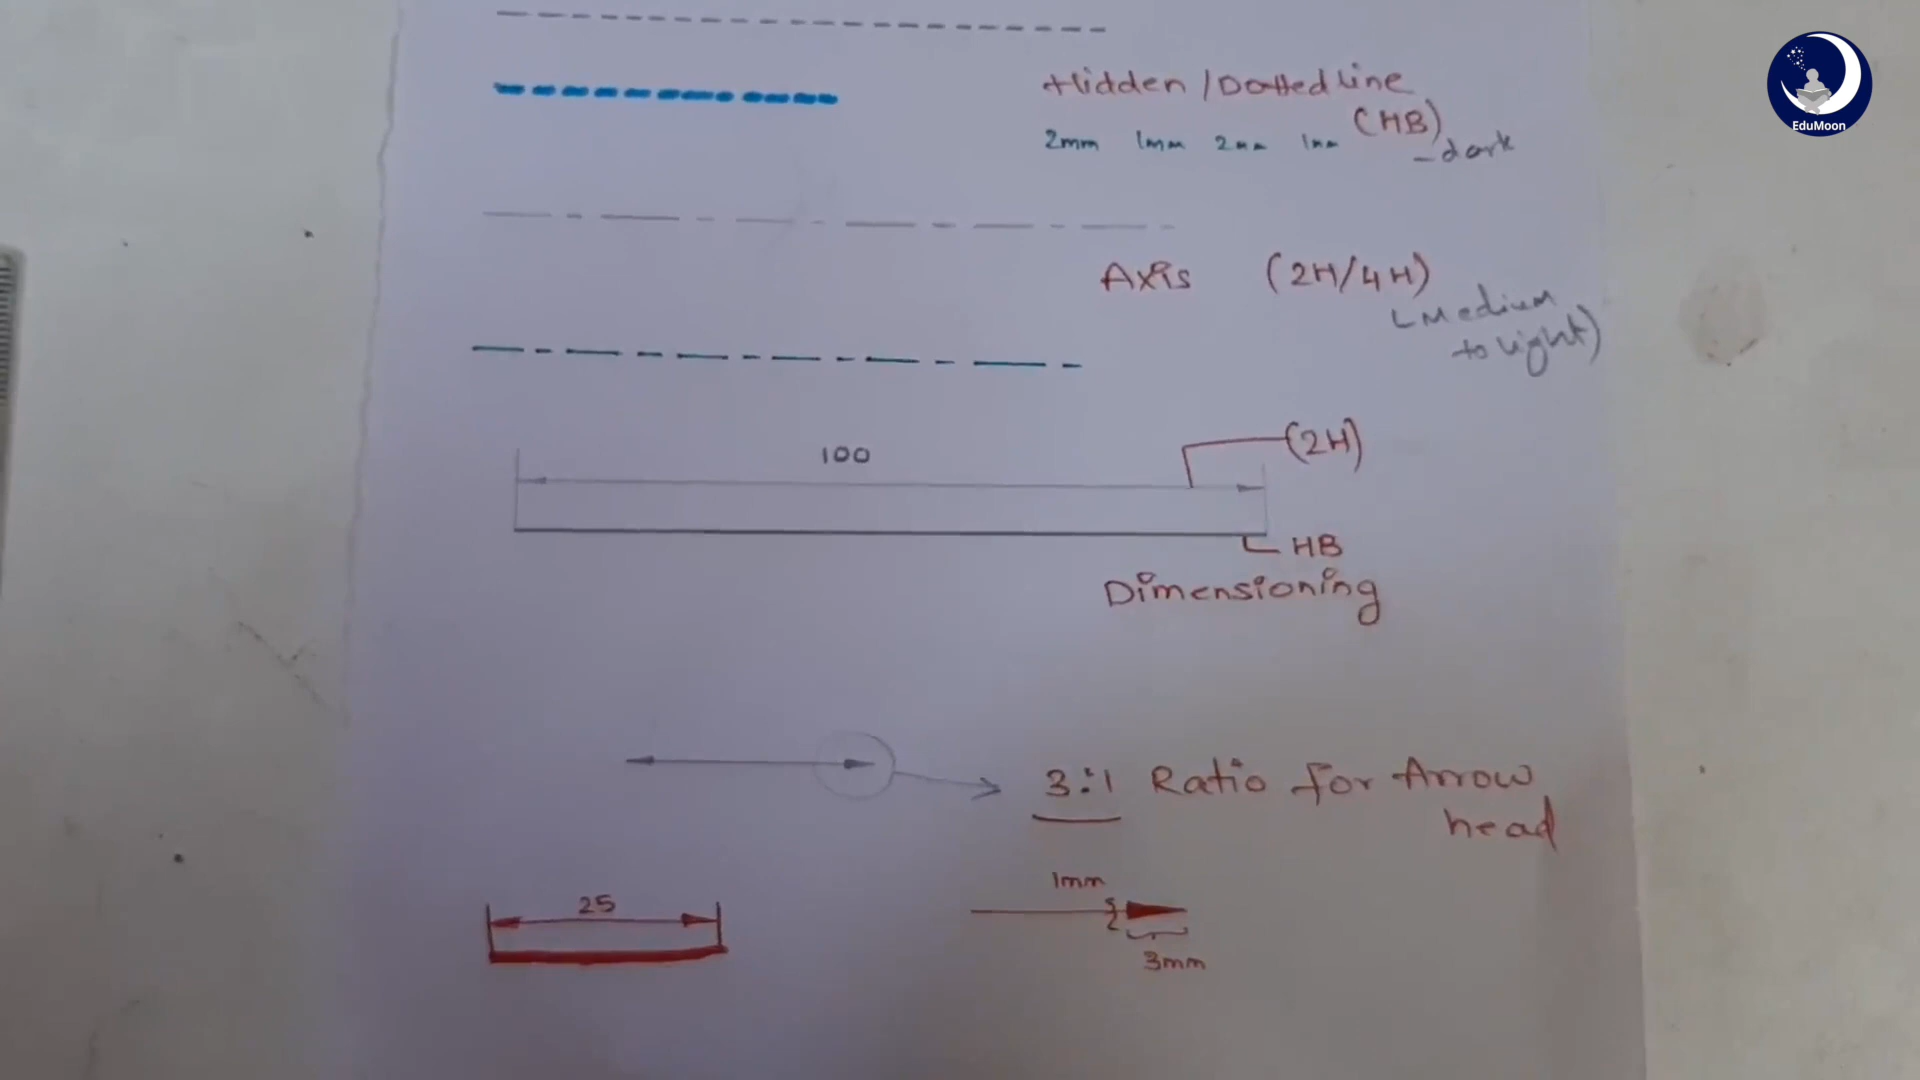 EduMoon
Hidden / Dotted line
(HB)
2mm 1mm 2mm 1mm
- dark
Axis (2H/4H)
(Medium
to light)
100
(2H)
HB
Dimensioning
3:1 Ratio for Arrow
head
25
1mm
3mm